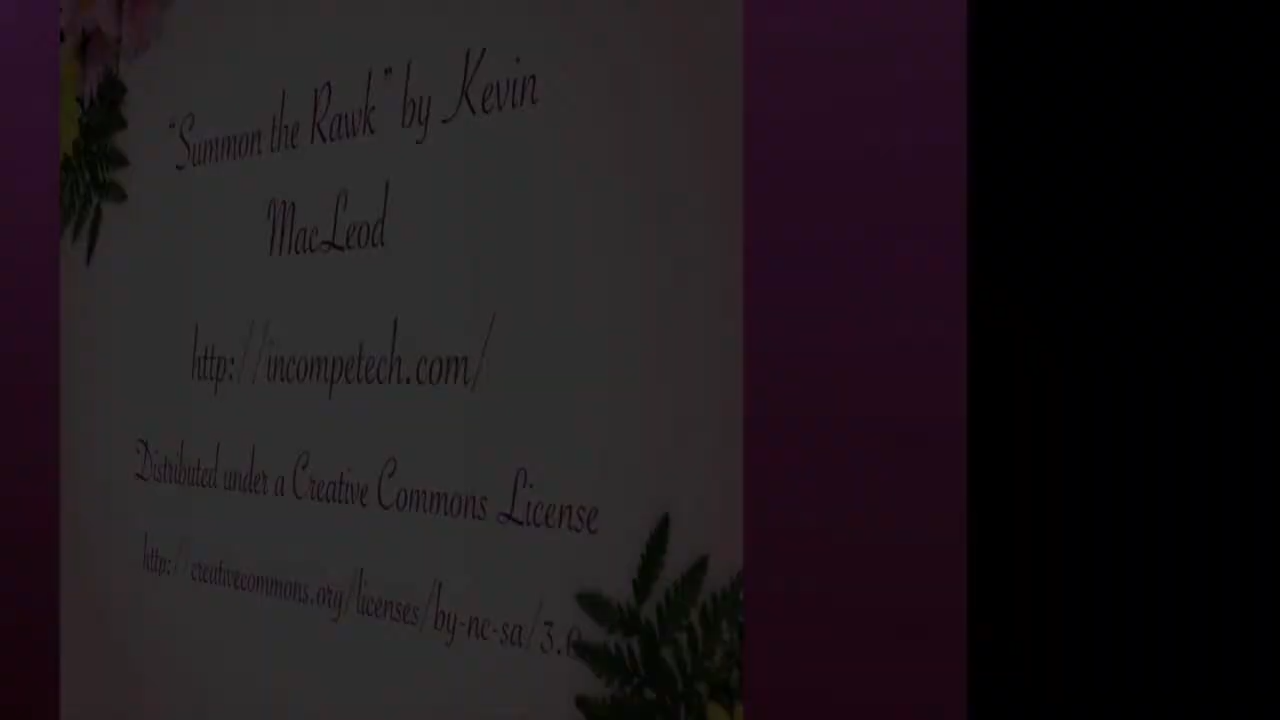 "Summon the Rawk" by Kevin
MacLeod
http://incompetech.com/
Distributed under a Creative Commons License
http://creativecommons.org/licenses/by-nc-sa/3.0